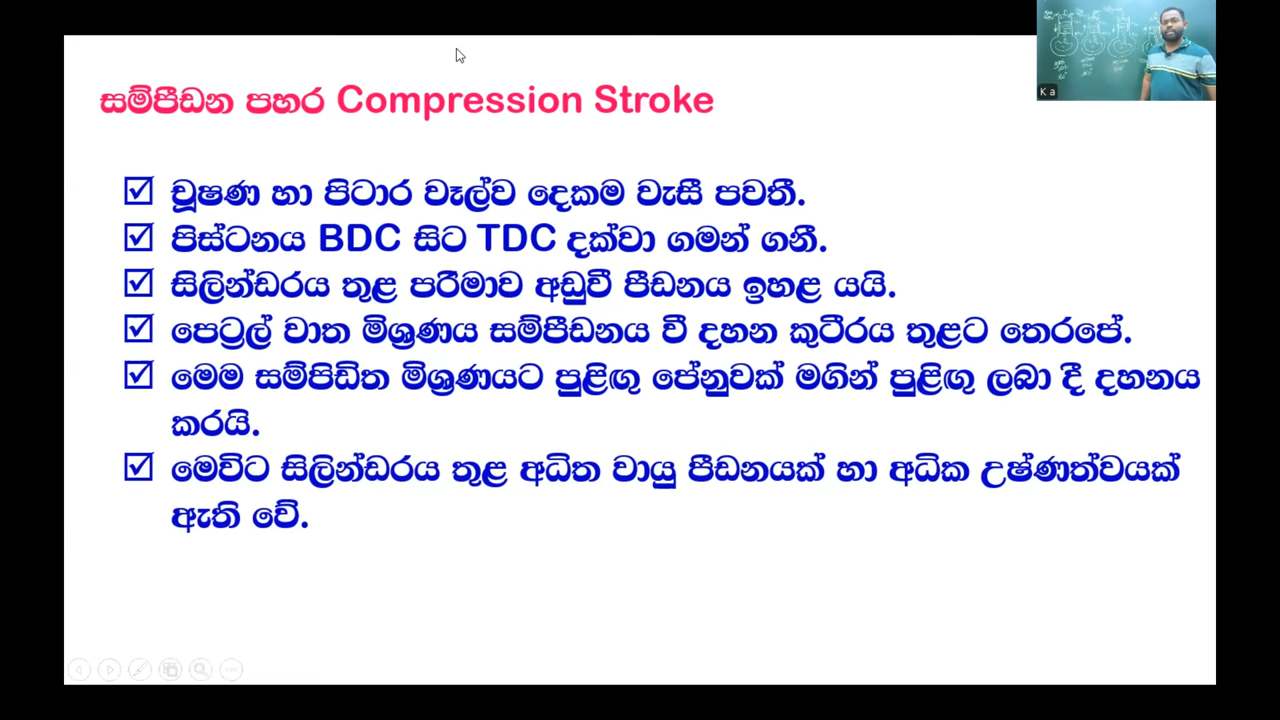 සම්පීඩන පහර Compression Stroke
K a
චූෂණ හා පිටාර වෑල්ව දෙකම වැසී පවතී.
පිස්ටනය BDC සිට TDC දක්වා ගමන් ගනී.
සිලින්ඩරය තුළ පරිමාව අඩුවී පීඩනය ඉහළ යයි.
පෙට්‍රල් වාත මිශ්‍රණය සම්පීඩනය වී දහන කුටීරය තුළට තෙරපේ.
මෙම සම්පිඩිත මිශ්‍රණයට පුළිඟු පේනුවක් මගින් පුළිඟු ලබා දී දහනය
කරයි.
මෙවිට සිලින්ඩරය තුළ අධිත වායු පීඩනයක් හා අධික උෂ්ණත්වයක්
ඇති වේ.